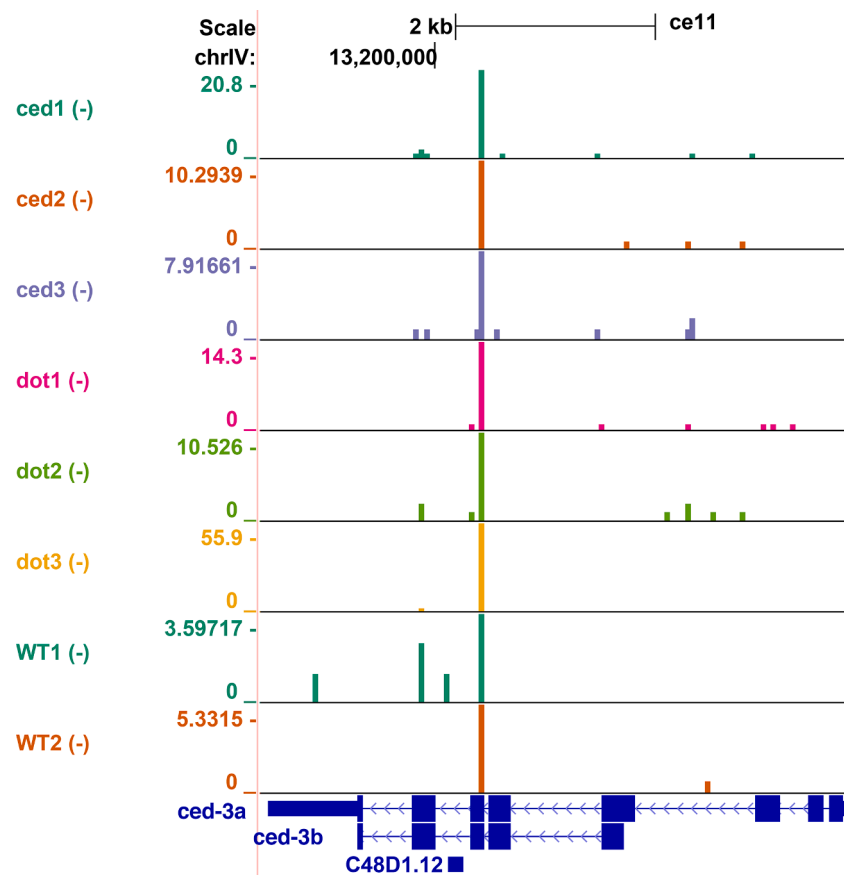 Scale 2 kb ce11
chrIV: 13,200,000
20.8
ced1 (-)
0
10.2939
ced2 (-)
0
7.91661
ced3 (-)
0
14.3
dot1 (-)
0
10.526
dot2 (-)
0
55.9
dot3 (-)
0
3.59717
WT1 (-)
0
5.3315
WT2 (-)
0
ced-3a
ced-3b
C48D1.12